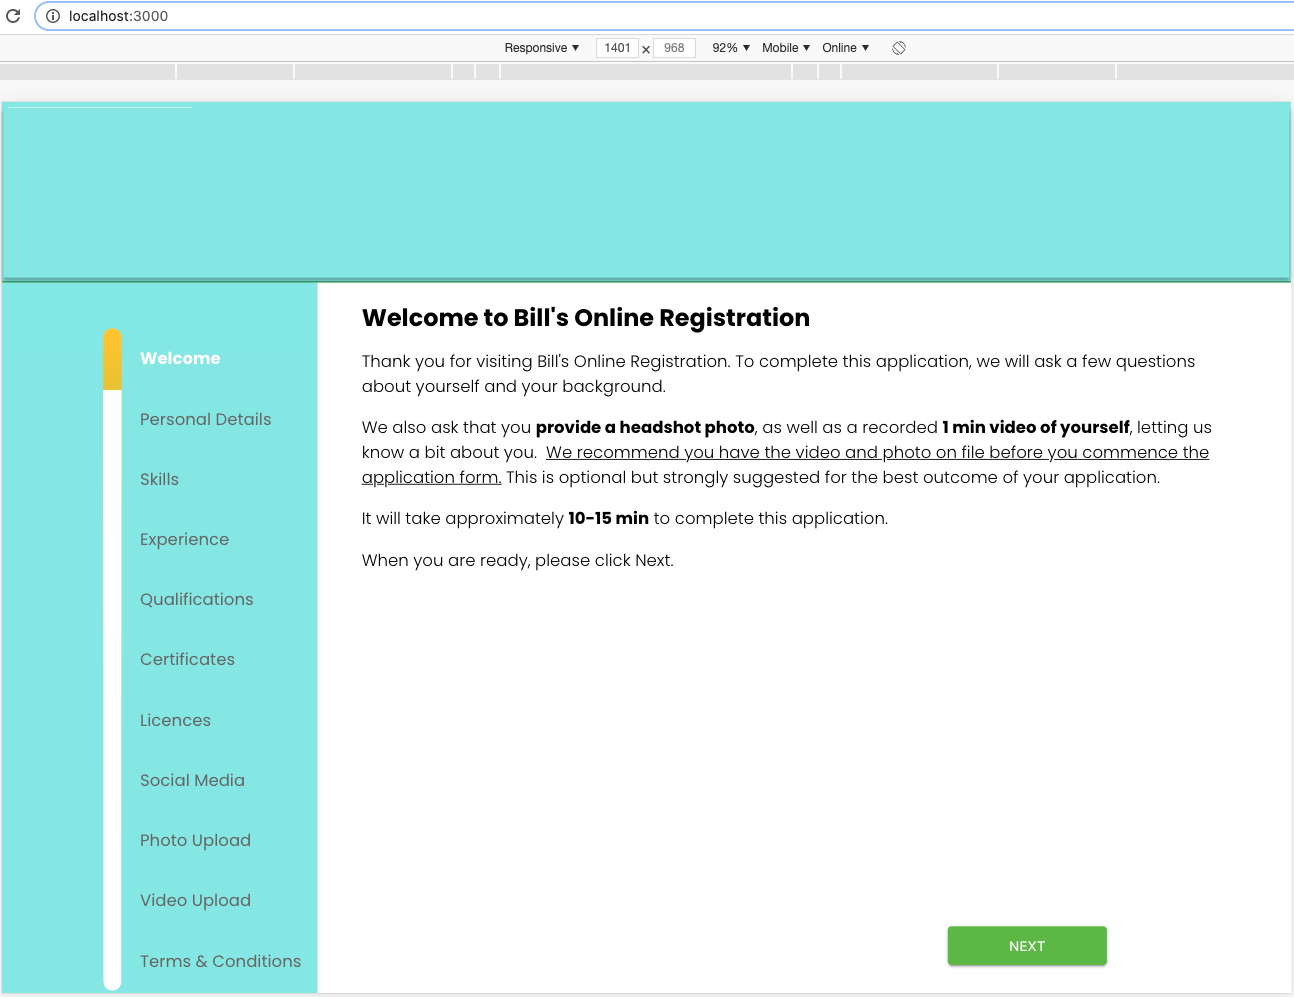 localhost:3000
Responsive ▼ 1401 x 968 92% ▼ Mobile ▼ Online ▼
Welcome
Personal Details
Skills
Experience
Qualifications
Certificates
Licences
Social Media
Photo Upload
Video Upload
Terms & Conditions
Welcome to Bill's Online Registration
Thank you for visiting Bill's Online Registration. To complete this application, we will ask a few questions
about yourself and your background.
We also ask that you provide a headshot photo, as well as a recorded 1 min video of yourself, letting us
know a bit about you. We recommend you have the video and photo on file before you commence the
application form. This is optional but strongly suggested for the best outcome of your application.
It will take approximately 10-15 min to complete this application.
When you are ready, please click Next.
NEXT